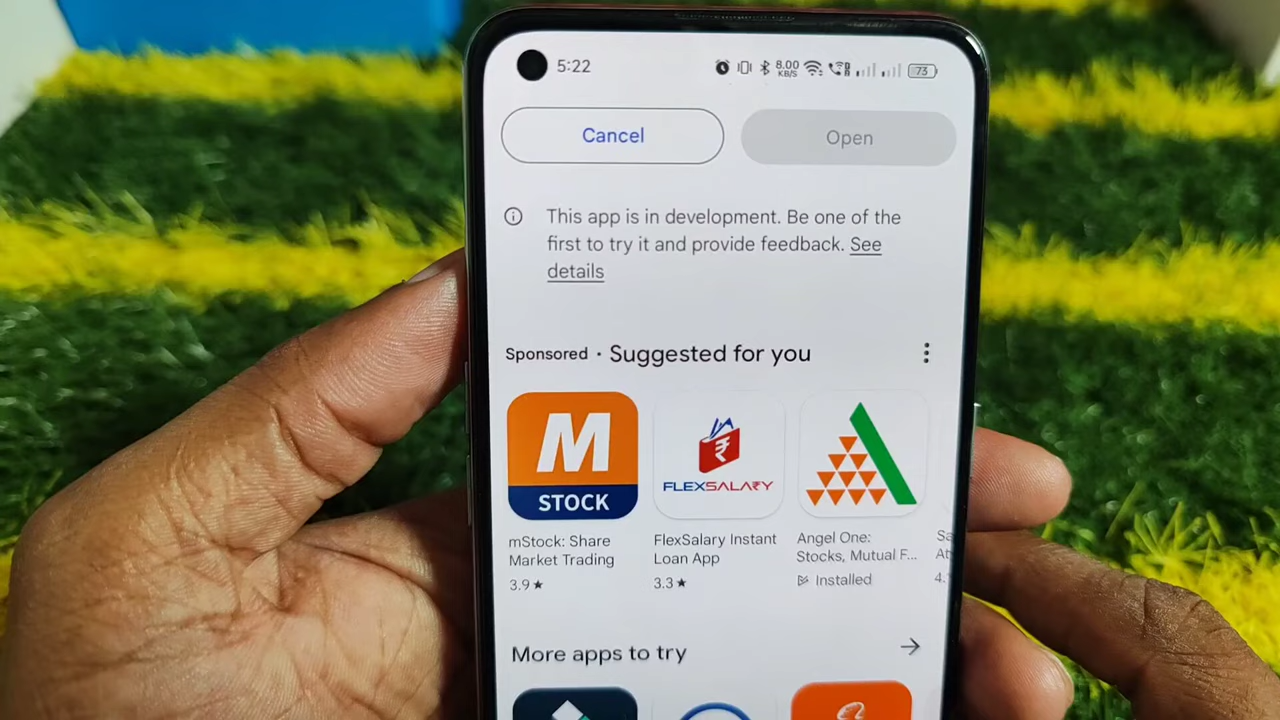 5:22
8.00
KB/S
73
Cancel
Open
This app is in development. Be one of the
first to try it and provide feedback. See
details
Sponsored · Suggested for you
M
STOCK
FLEXSALARY
mStock: Share
Market Trading
3.9★
FlexSalary Instant
Loan App
3.3★
Angel One:
Stocks, Mutual F...
Installed
Sa
At
4.
More apps to try